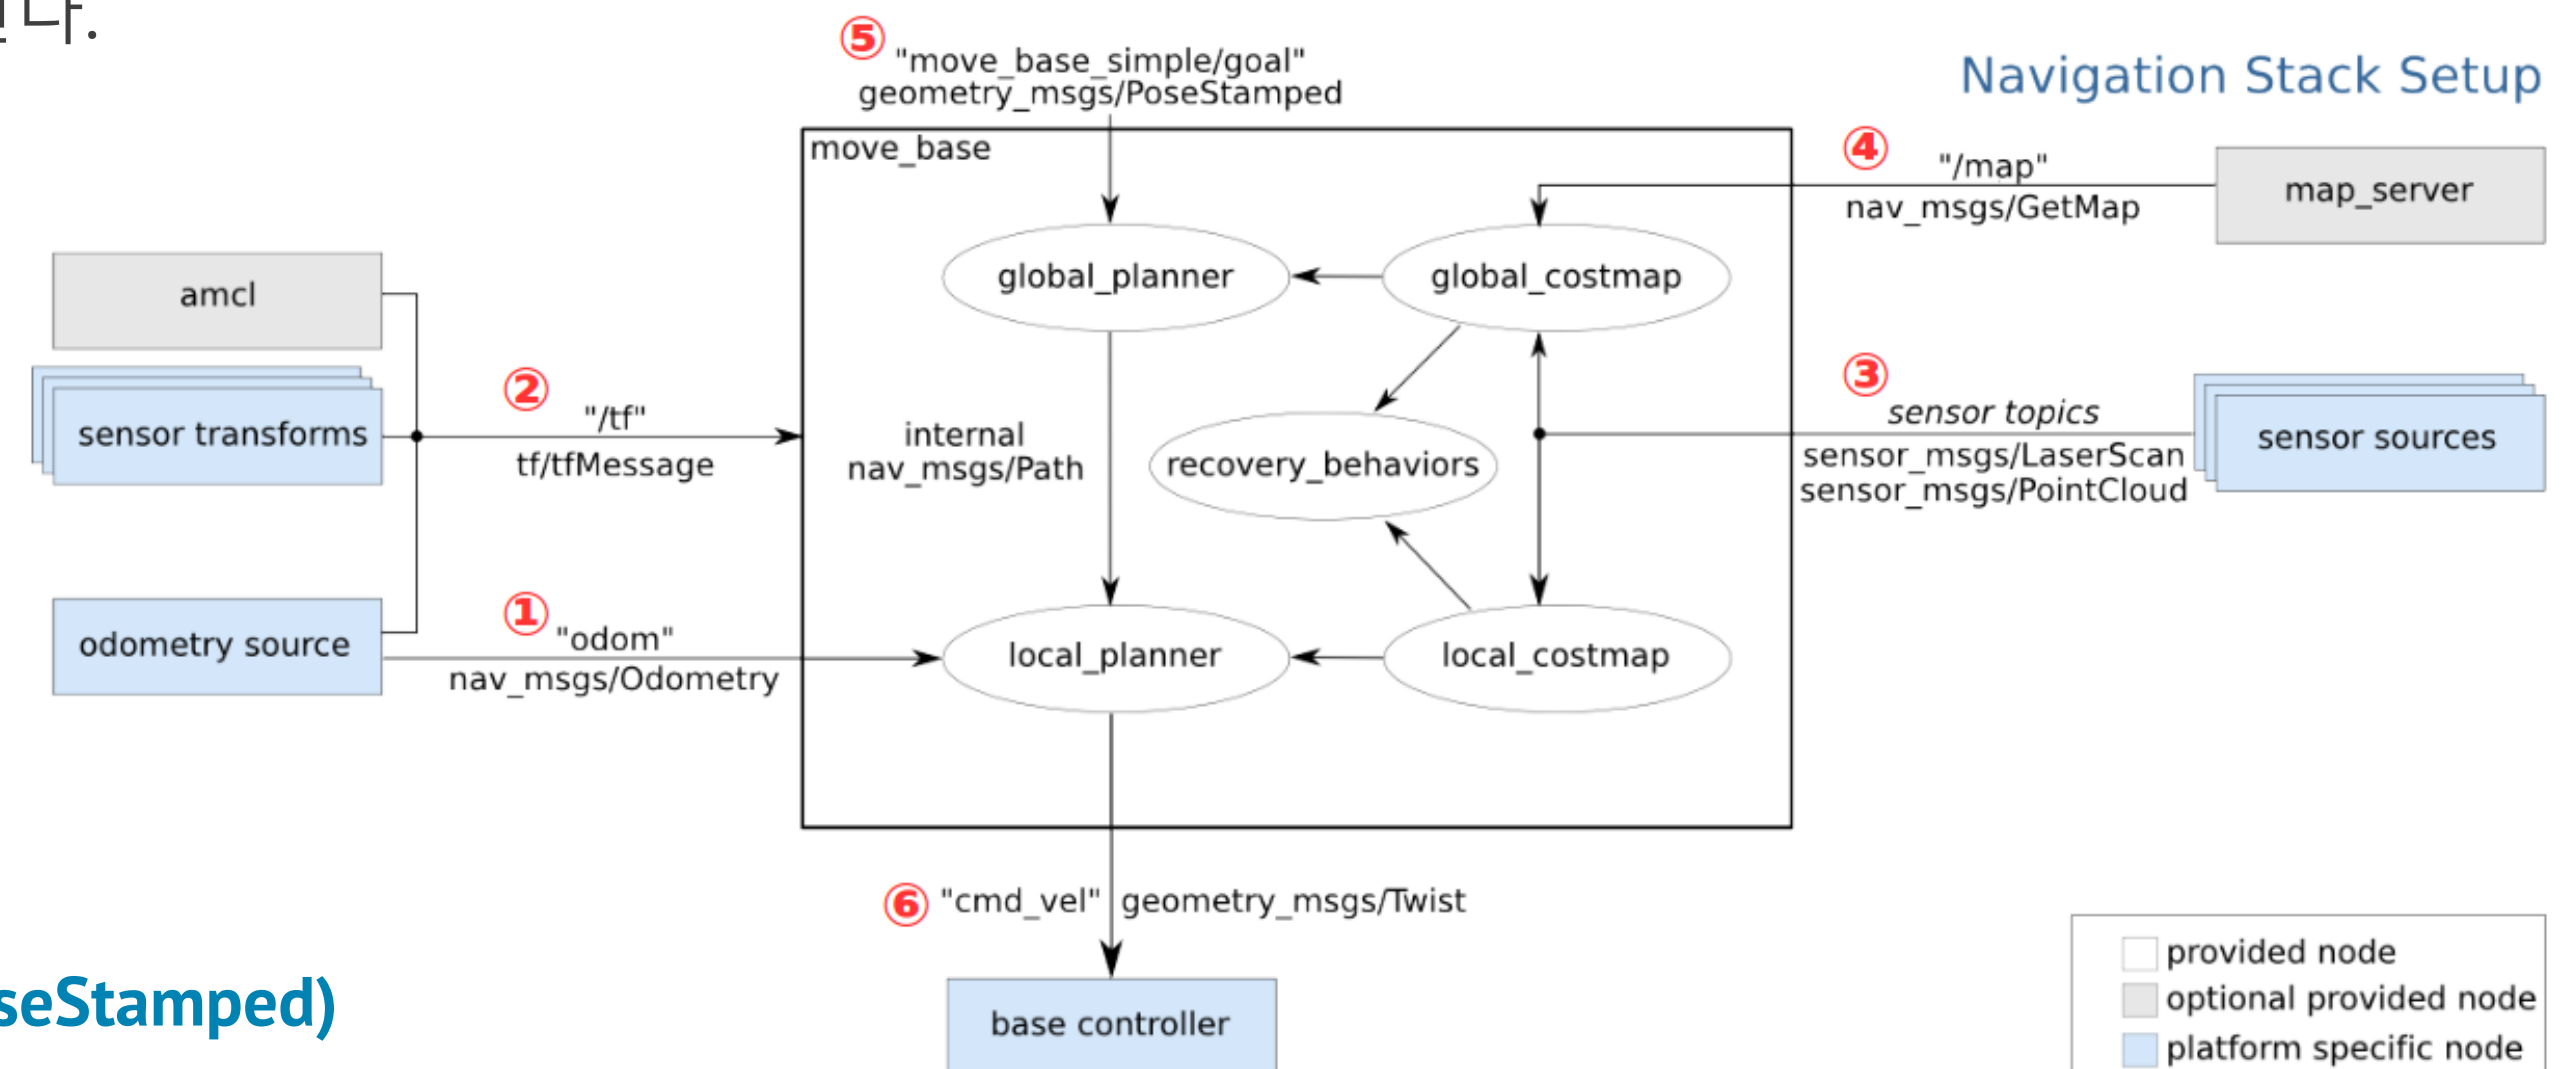 다.
⑤
"move_base_simple/goal"
geometry_msgs/PoseStamped
Navigation Stack Setup
move_base
④
"/map"
nav_msgs/GetMap
map_server
amcl
global_planner
global_costmap
②
"/tf"
tf/tfMessage
sensor transforms
internal
nav_msgs/Path
recovery_behaviors
③
sensor topics
sensor_msgs/LaserScan
sensor_msgs/PointCloud
sensor sources
①
"odom"
nav_msgs/Odometry
odometry source
local_planner
local_costmap
⑥ "cmd_vel" geometry_msgs/Twist
base controller
seStamped)
provided node
optional provided node
platform specific node